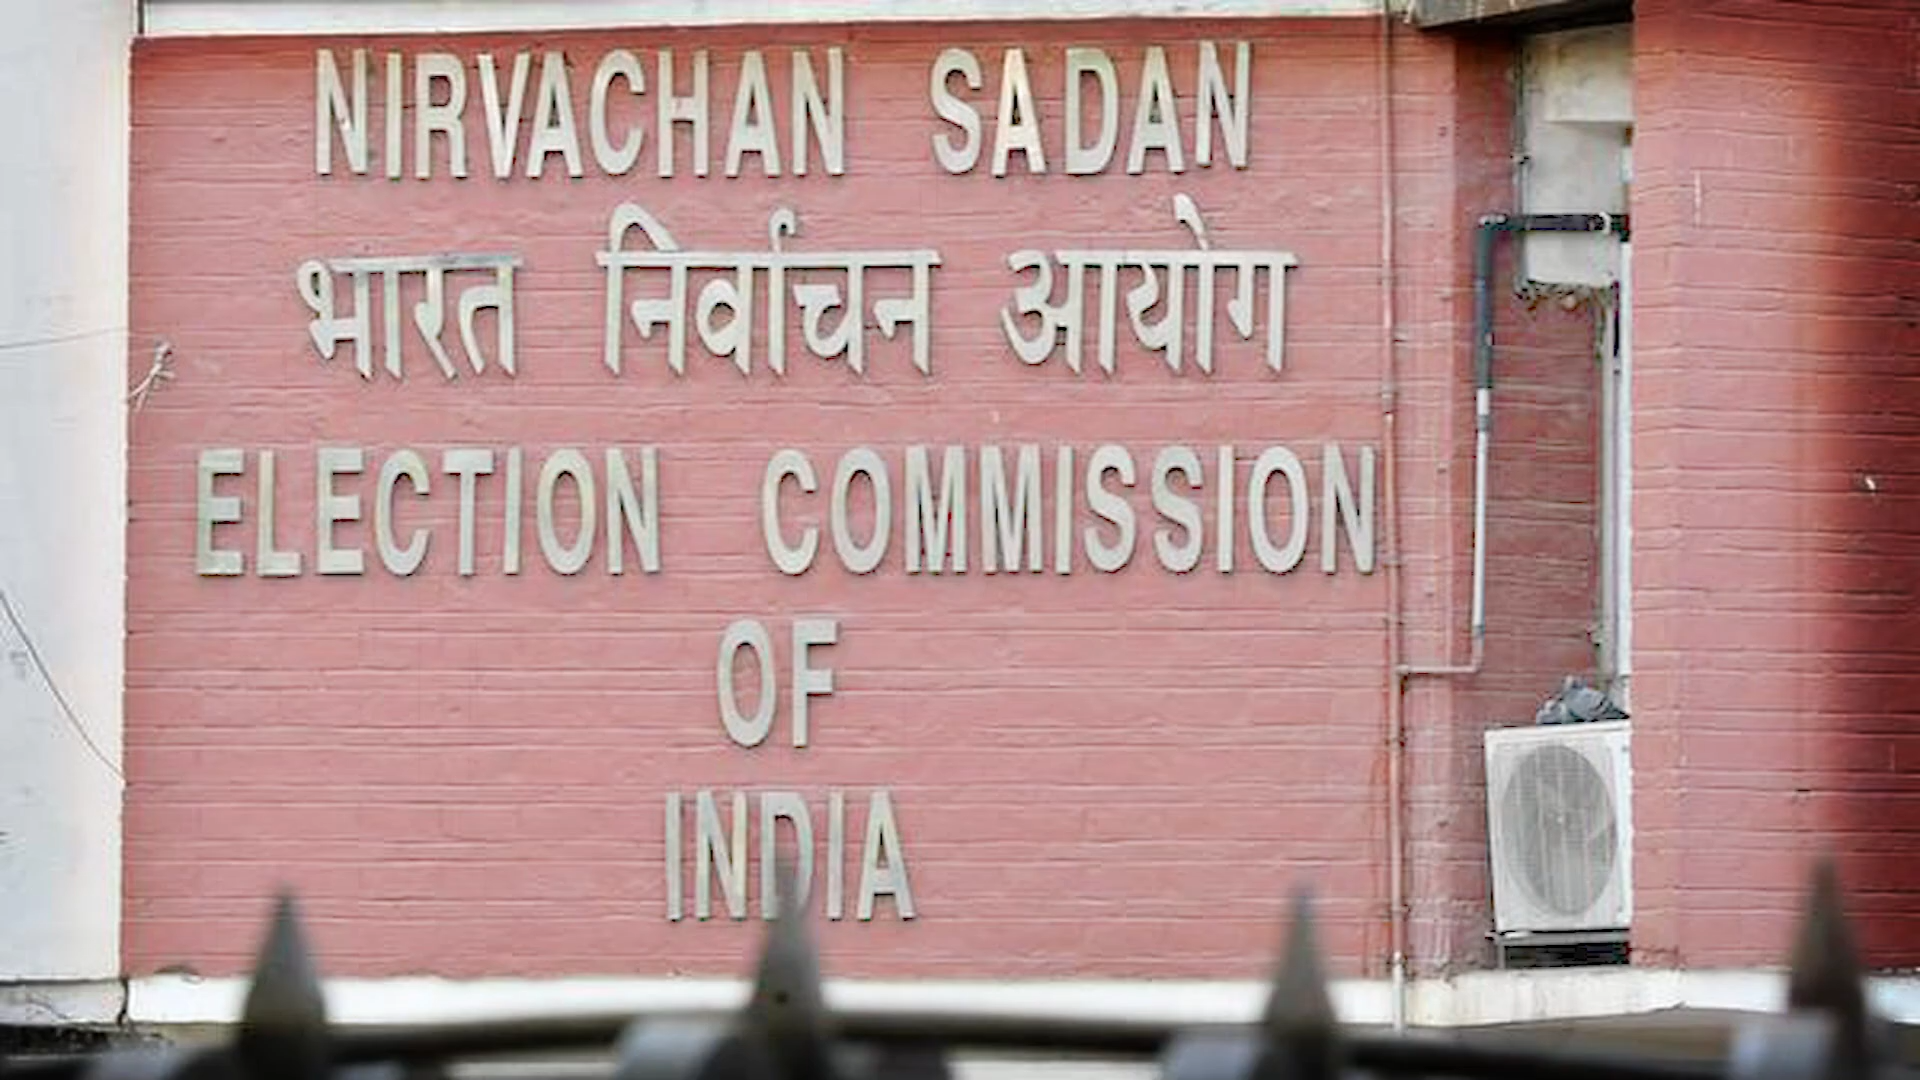 NIRVACHAN SADAN
भारत निर्वाचन आयोग
ELECTION COMMISSION
OF
INDIA